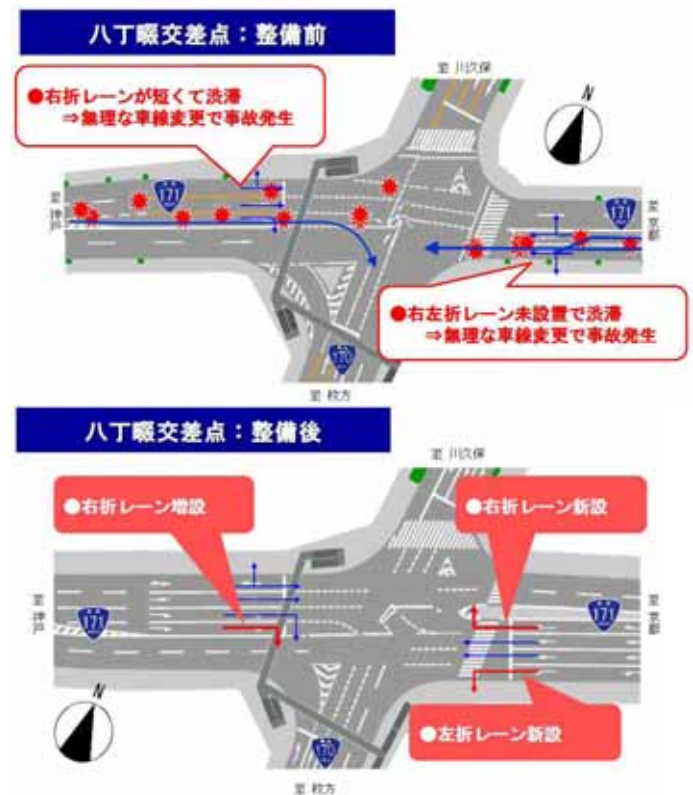 八丁畷交差点：整備前
至 川久保
●右折レーンが短くて渋滞
⇒無理な車線変更で事故発生
N
171
至 神戸
171
至 京都
●右左折レーン未設置で渋滞
⇒無理な車線変更で事故発生
170
至 枚方
八丁畷交差点：整備後
至 川久保
●右折レーン増設
●右折レーン新設
171
至 神戸
171
至 京都
N
●左折レーン新設
170
至 枚方